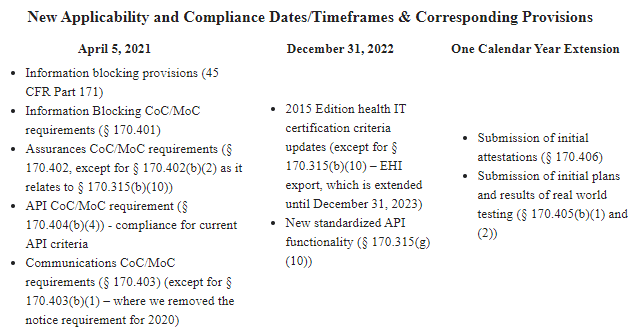 New Applicability and Compliance Dates/Timeframes & Corresponding Provisions
April 5, 2021
• Information blocking provisions (45
CFR Part 171)
• Information Blocking CoC/MoC
requirements (§ 170.401)
• Assurances CoC/MoC requirements (§
170.402, except for § 170.402(b)(2) as it
relates to § 170.315(b)(10))
• API CoC/MoC requirement (§
170.404(b)(4)) - compliance for current
API criteria
• Communications CoC/MoC
requirements (§ 170.403) (except for §
170.403(b)(1) – where we removed the
notice requirement for 2020)
December 31, 2022
• 2015 Edition health IT
certification criteria
updates (except for §
170.315(b)(10) – EHI
export, which is extended
until December 31, 2023)
• New standardized API
functionality (§ 170.315(g)
(10))
One Calendar Year Extension
• Submission of initial
attestations (§ 170.406)
• Submission of initial plans
and results of real world
testing (§ 170.405(b)(1) and
(2))